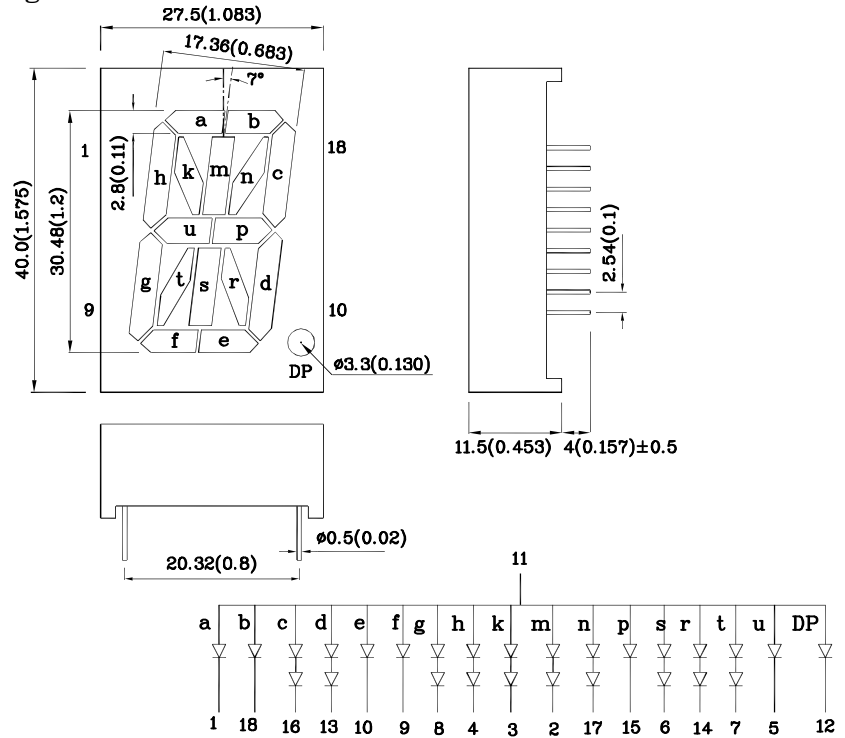 27.5(1.083)
17.36(0.683)
7°
a b
1 18
2.8(0.11)
h k m n c
40.0(1.575)
30.48(1.2)
u p
2.54(0.1)
g t s r d
9 10
f e
DP
ø3.3(0.130)
11.5(0.453) 4(0.157)±0.5
ø0.5(0.02)
20.32(0.8)
11
a b c d e f g h k m n p s r t u DP
1 18 16 13 10 9 8 4 3 2 17 15 6 14 7 5 12